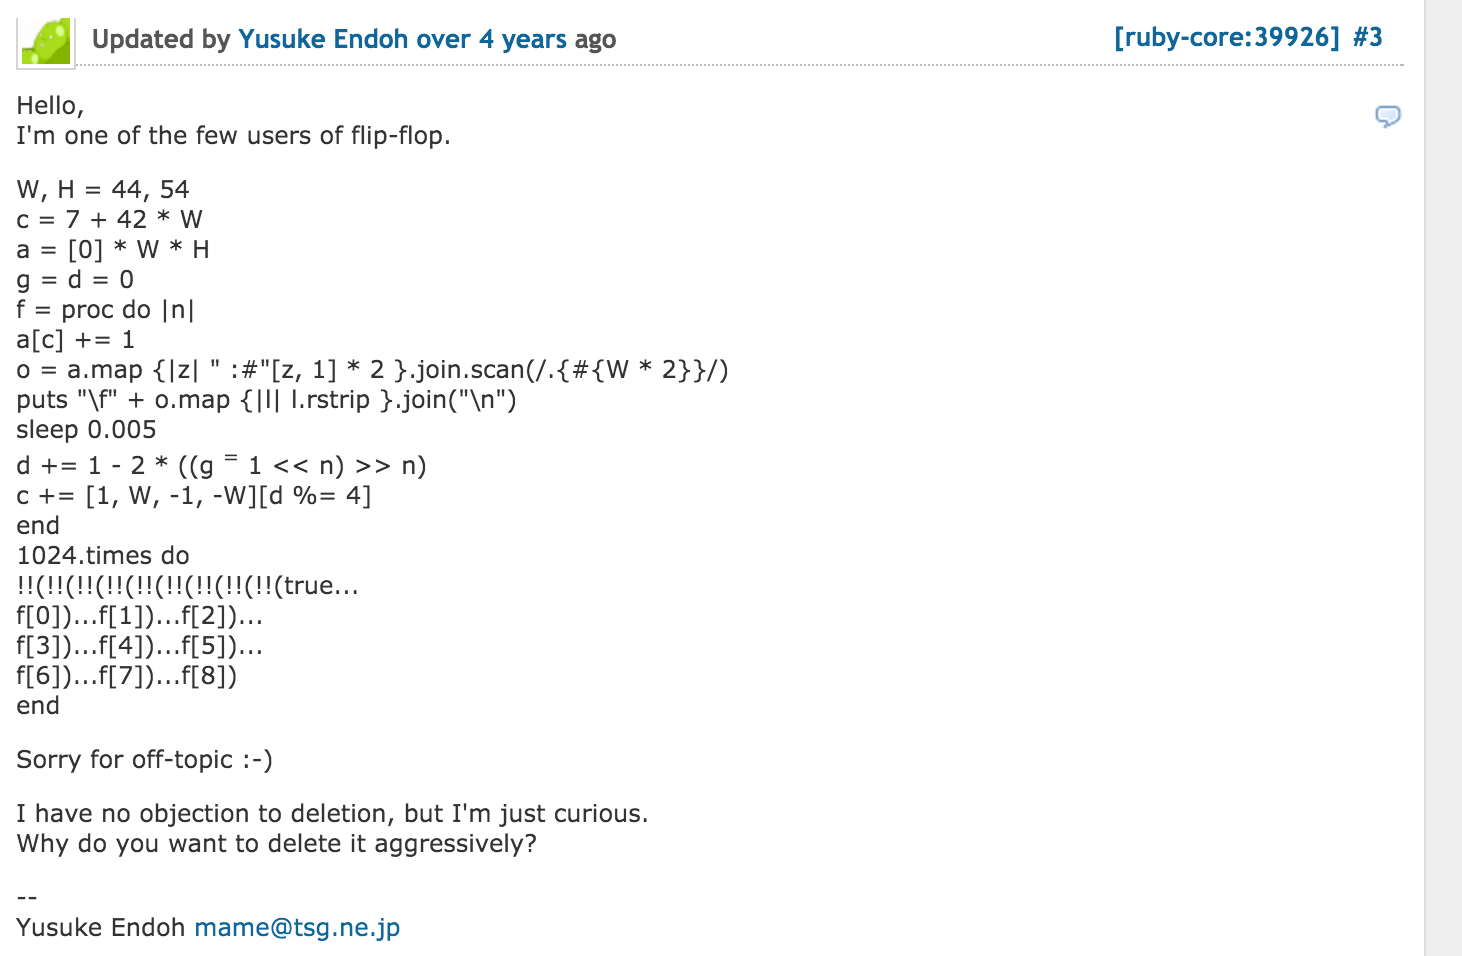 Updated by Yusuke Endoh over 4 years ago
[ruby-core:39926] #3
Hello,
I'm one of the few users of flip-flop.
W, H = 44, 54
c = 7 + 42 * W
a = [0] * W * H
g = d = 0
f = proc do |n|
a[c] += 1
o = a.map {|z| " :#"[z, 1] * 2 }.join.scan(/.{#{W * 2}}/)
puts "\f" + o.map {|l| l.rstrip }.join("\n")
sleep 0.005
d += 1 - 2 * ((g = 1 << n) >> n)
c += [1, W, -1, -W][d %= 4]
end
1024.times do
!!(!!(!!(!!(!!(!!(!!(!!(!!(true...
f[0])...f[1])...f[2])...
f[3])...f[4])...f[5])...
f[6])...f[7])...f[8])
end
Sorry for off-topic :-)
I have no objection to deletion, but I'm just curious.
Why do you want to delete it aggressively?
--
Yusuke Endoh mame@tsg.ne.jp